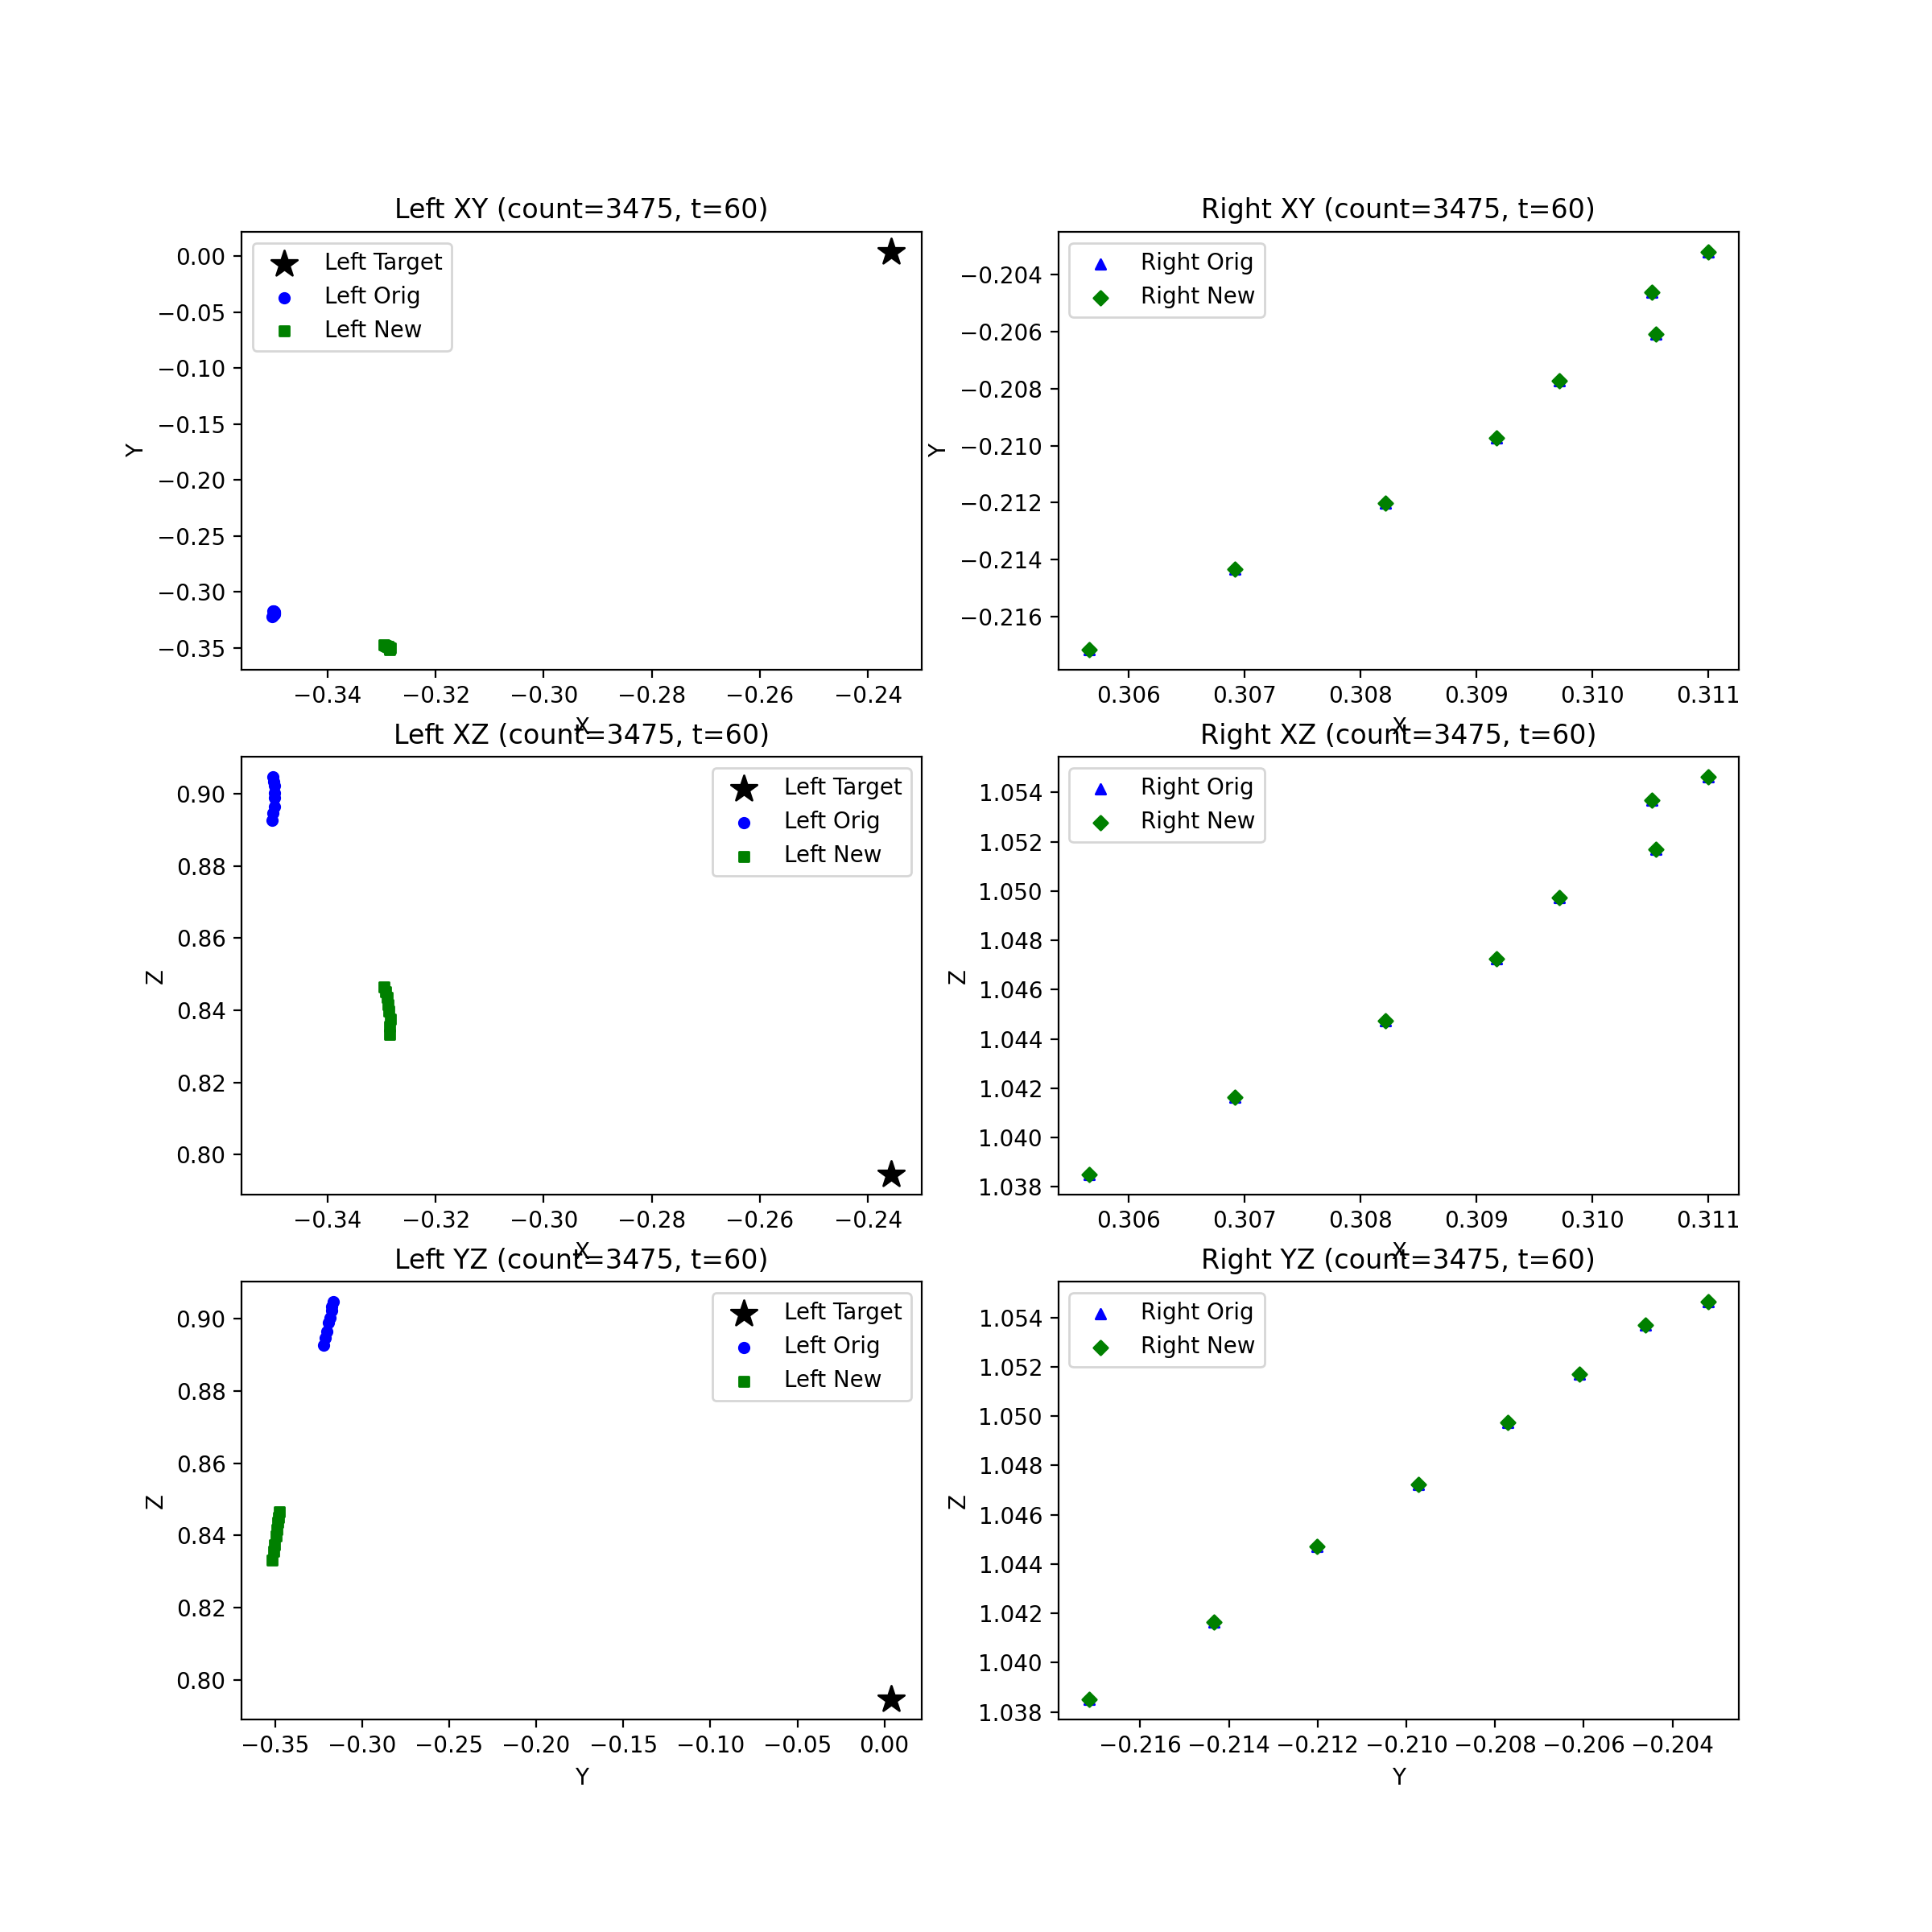 Left XY (count=3475, t=60)
Left Target
Left Orig
Left New
0.00
−0.05
−0.10
−0.15
−0.20
−0.25
−0.30
−0.35
Y
−0.34 −0.32 −0.30 −0.28 −0.26 −0.24
X
Right XY (count=3475, t=60)
Right Orig
Right New
−0.204
−0.206
−0.208
−0.210
−0.212
−0.214
−0.216
Y
0.306 0.307 0.308 0.309 0.310 0.311
X
Left XZ (count=3475, t=60)
Left Target
Left Orig
Left New
0.90
0.88
0.86
0.84
0.82
0.80
Z
−0.34 −0.32 −0.30 −0.28 −0.26 −0.24
X
Right XZ (count=3475, t=60)
Right Orig
Right New
1.054
1.052
1.050
1.048
1.046
1.044
1.042
1.040
1.038
Z
0.306 0.307 0.308 0.309 0.310 0.311
X
Left YZ (count=3475, t=60)
Left Target
Left Orig
Left New
0.90
0.88
0.86
0.84
0.82
0.80
Z
−0.35 −0.30 −0.25 −0.20 −0.15 −0.10 −0.05 0.00
Y
Right YZ (count=3475, t=60)
Right Orig
Right New
1.054
1.052
1.050
1.048
1.046
1.044
1.042
1.040
1.038
Z
−0.216 −0.214 −0.212 −0.210 −0.208 −0.206 −0.204
Y